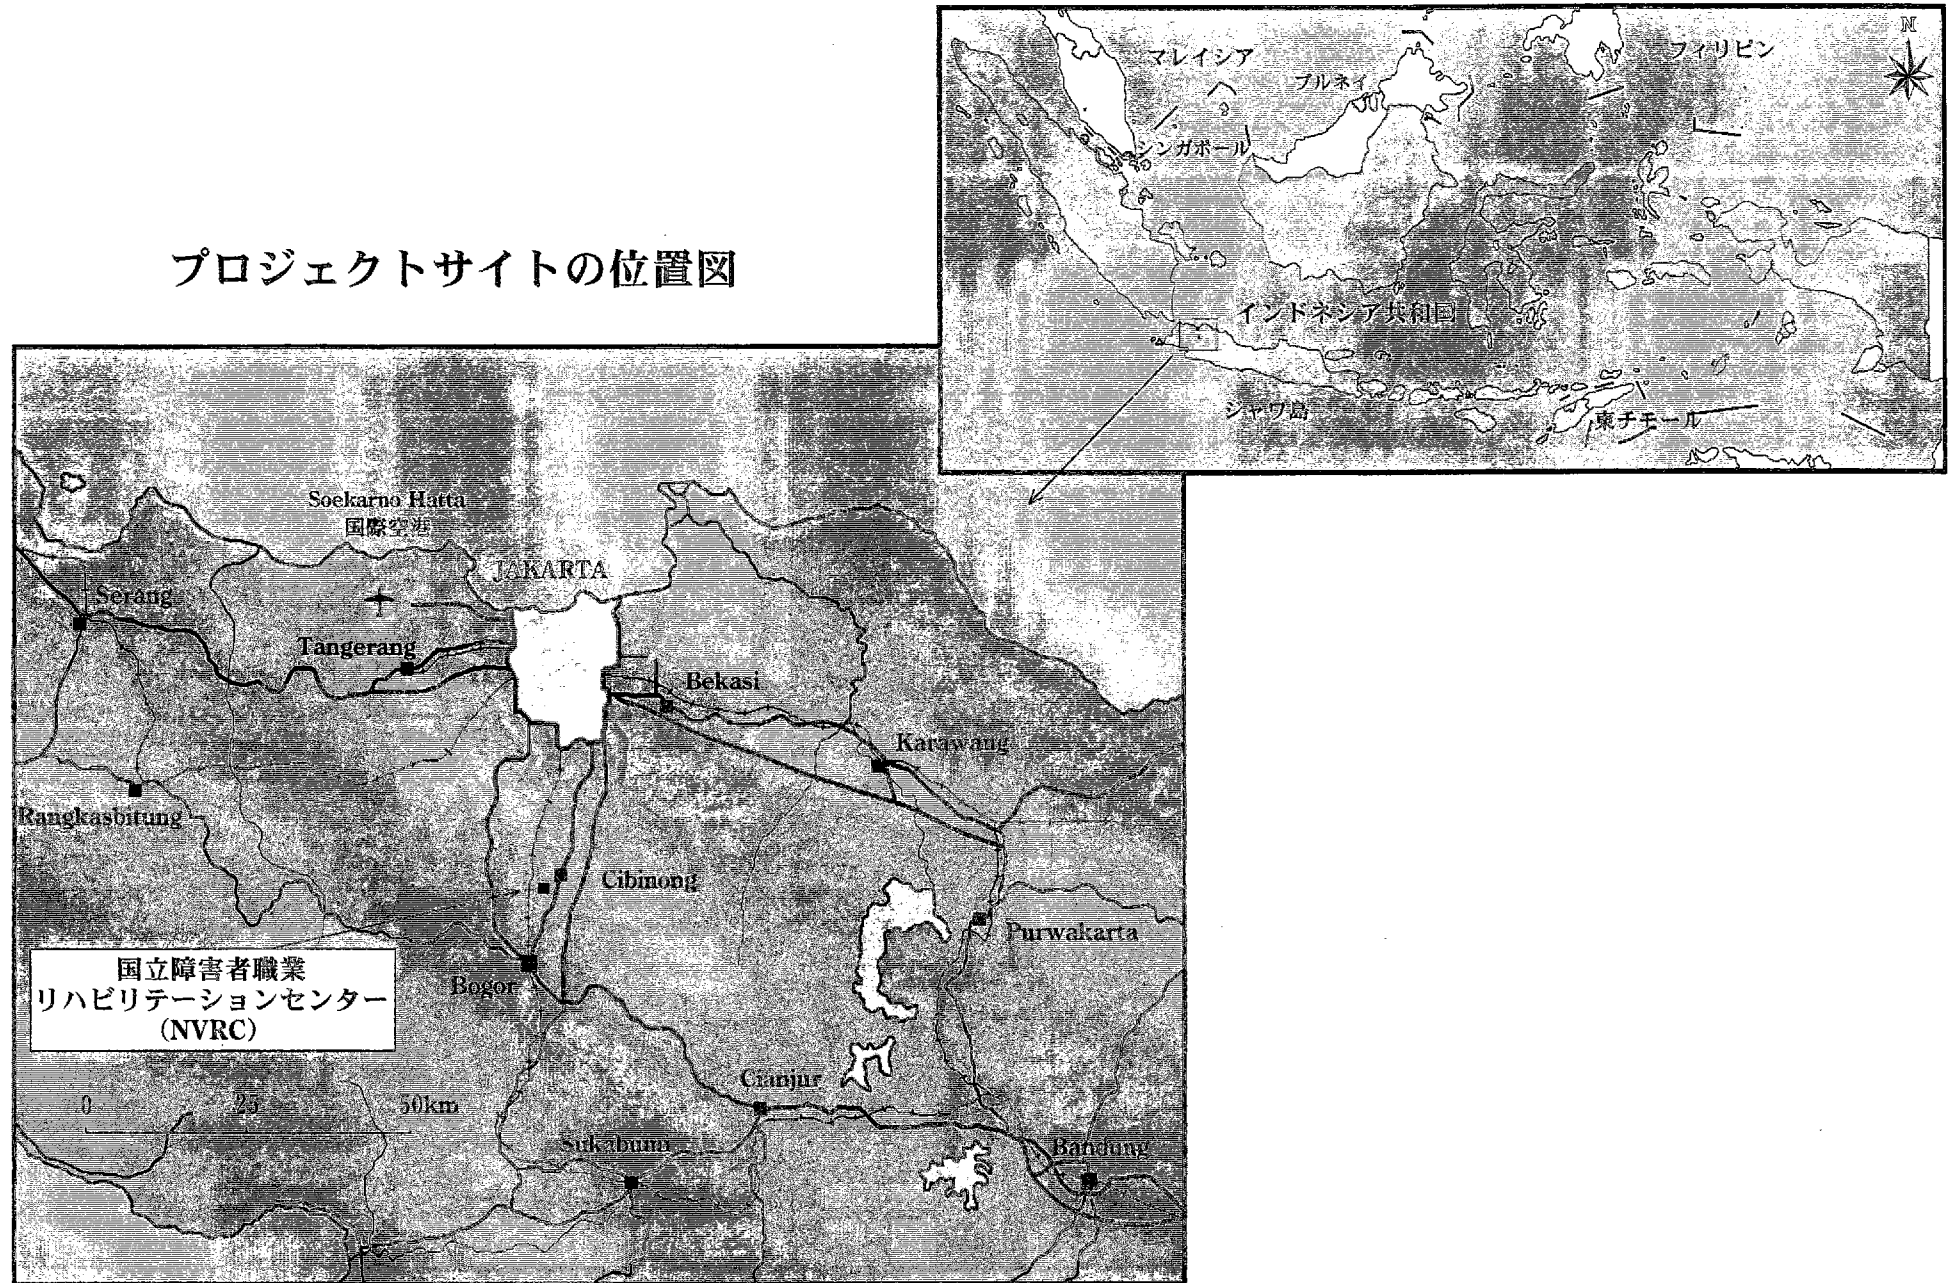 プロジェクトサイトの位置図
N
マレイシア
フィリピン
ブルネイ
シンガポール
インドネシア共和国
ジャワ島
東チモール
Soekarno Hatta
国際空港
JAKARTA
Serang
Tangerang
Bekasi
Karawang
Rangkasbitung
Cibinong
Purwakarta
国立障害者職業
リハビリテーションセンター
(NVRC)
Bogor
Cianjur
0 25 50km
Sukabumi
Bandung